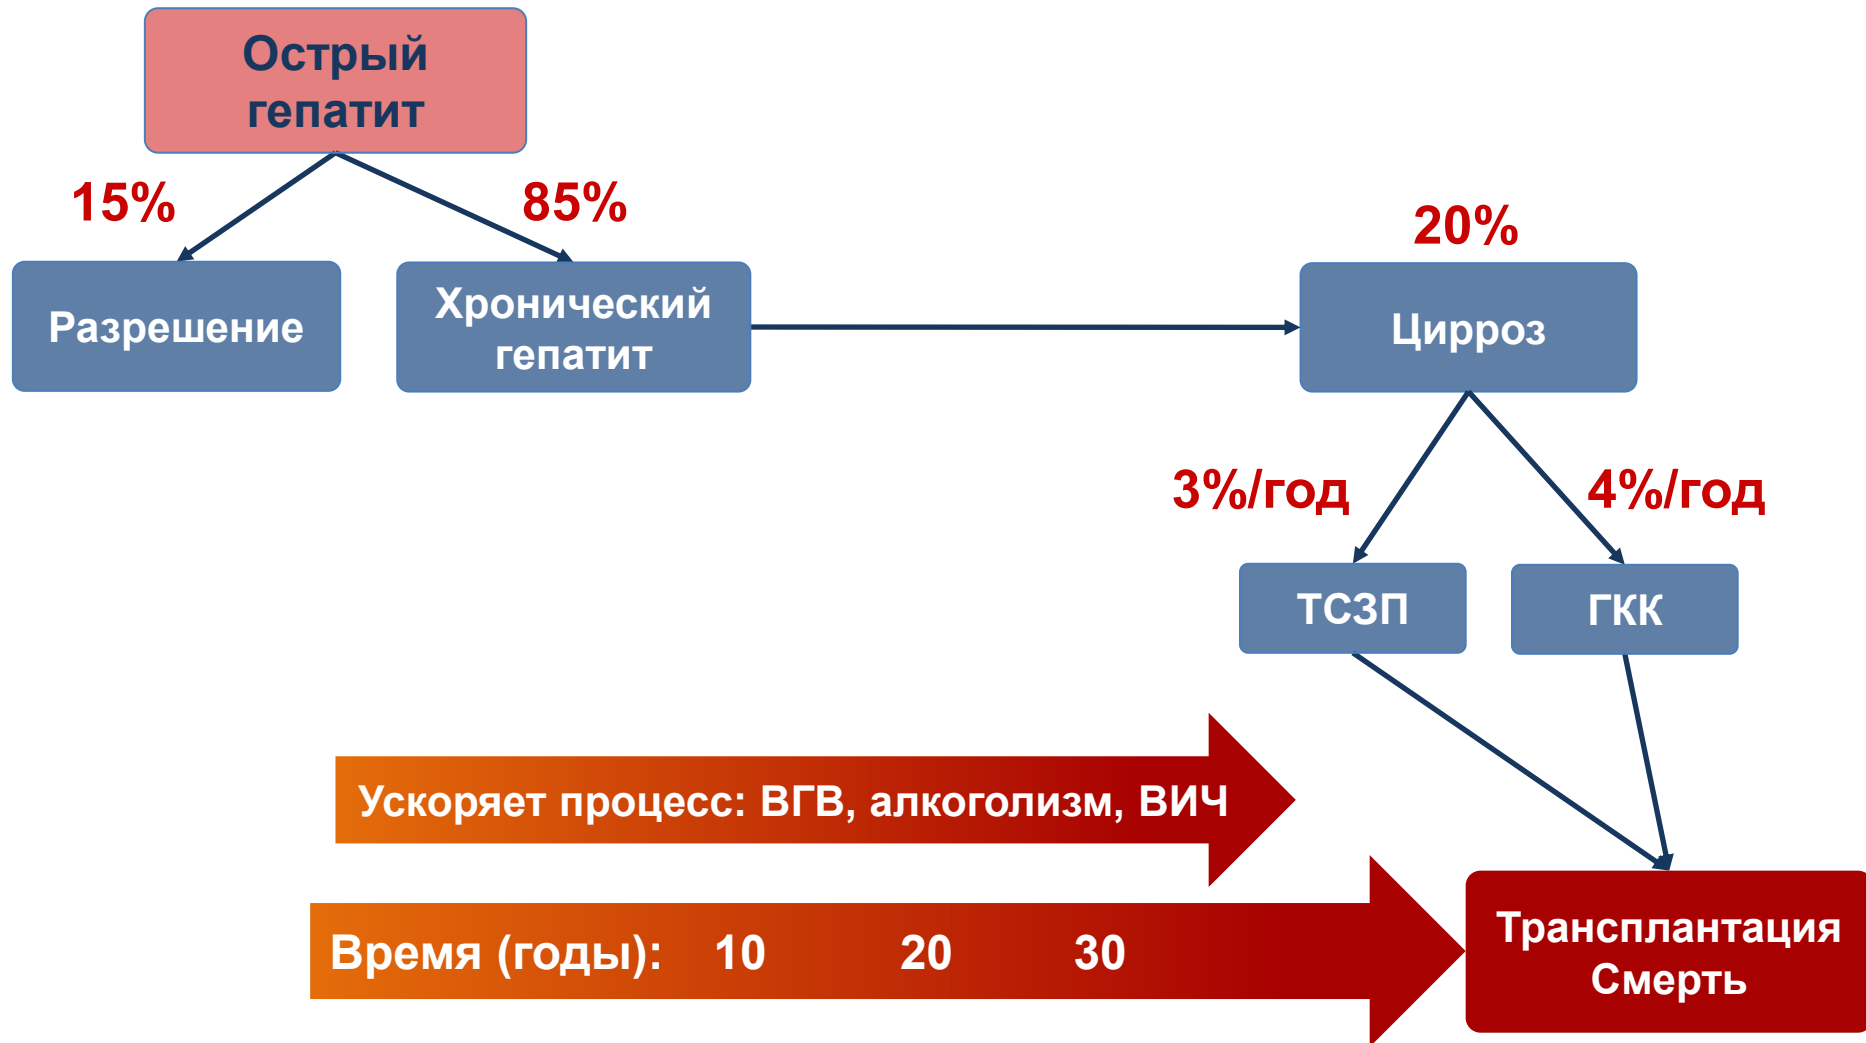 Острый
гепатит
15%
85%
20%
Разрешение
Хронический
гепатит
Цирроз
3%/год
4%/год
ТСЗП
ГКК
Ускоряет процесс: ВГВ, алкоголизм, ВИЧ
Время (годы): 10 20 30
Трансплантация
Смерть